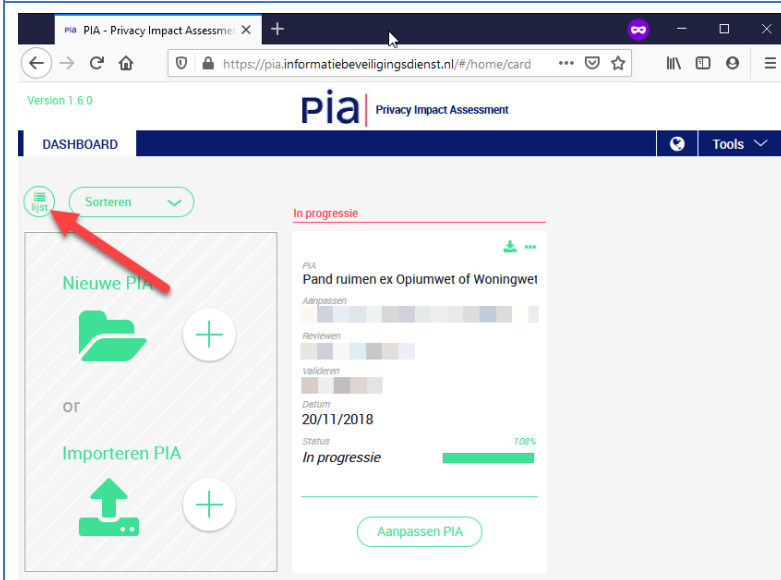 Pia PIA - Privacy Impact Assessme
https://pia.informatiebeveiligingsdienst.nl/#/home/card
Version 1.6.0
Pia Privacy Impact Assessment
DASHBOARD
Tools
lijst
Sorteren
In progressie
Nieuwe PIA
or
Importeren PIA
PIA
Pand ruimen ex Opiumwet of Woningwet
Aanpassen
Reviewen
Valideren
Datum
20/11/2018
Status 108%
In progressie
Aanpassen PIA